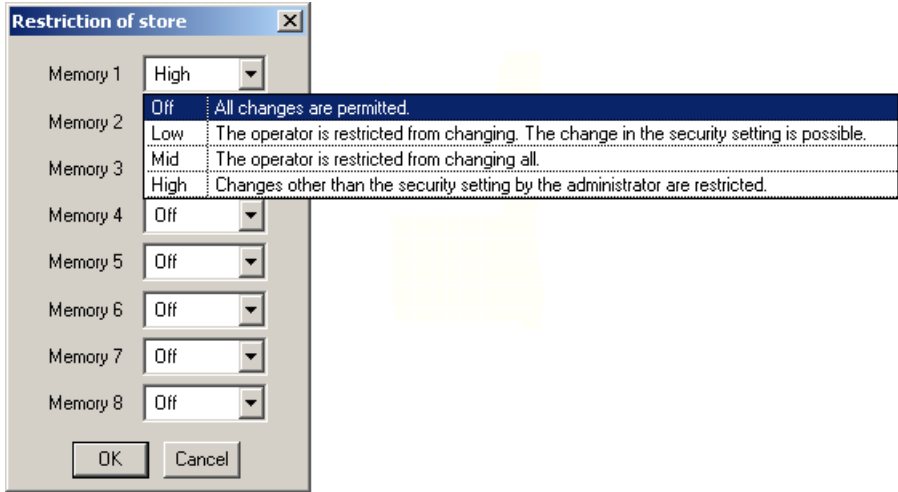 Restriction of store
Memory 1 High
Off All changes are permitted.
Memory 2
Low The operator is restricted from changing. The change in the security setting is possible.
Mid The operator is restricted from changing all.
Memory 3
High Changes other than the security setting by the administrator are restricted.
Memory 4 Off
Memory 5 Off
Memory 6 Off
Memory 7 Off
Memory 8 Off
OK Cancel